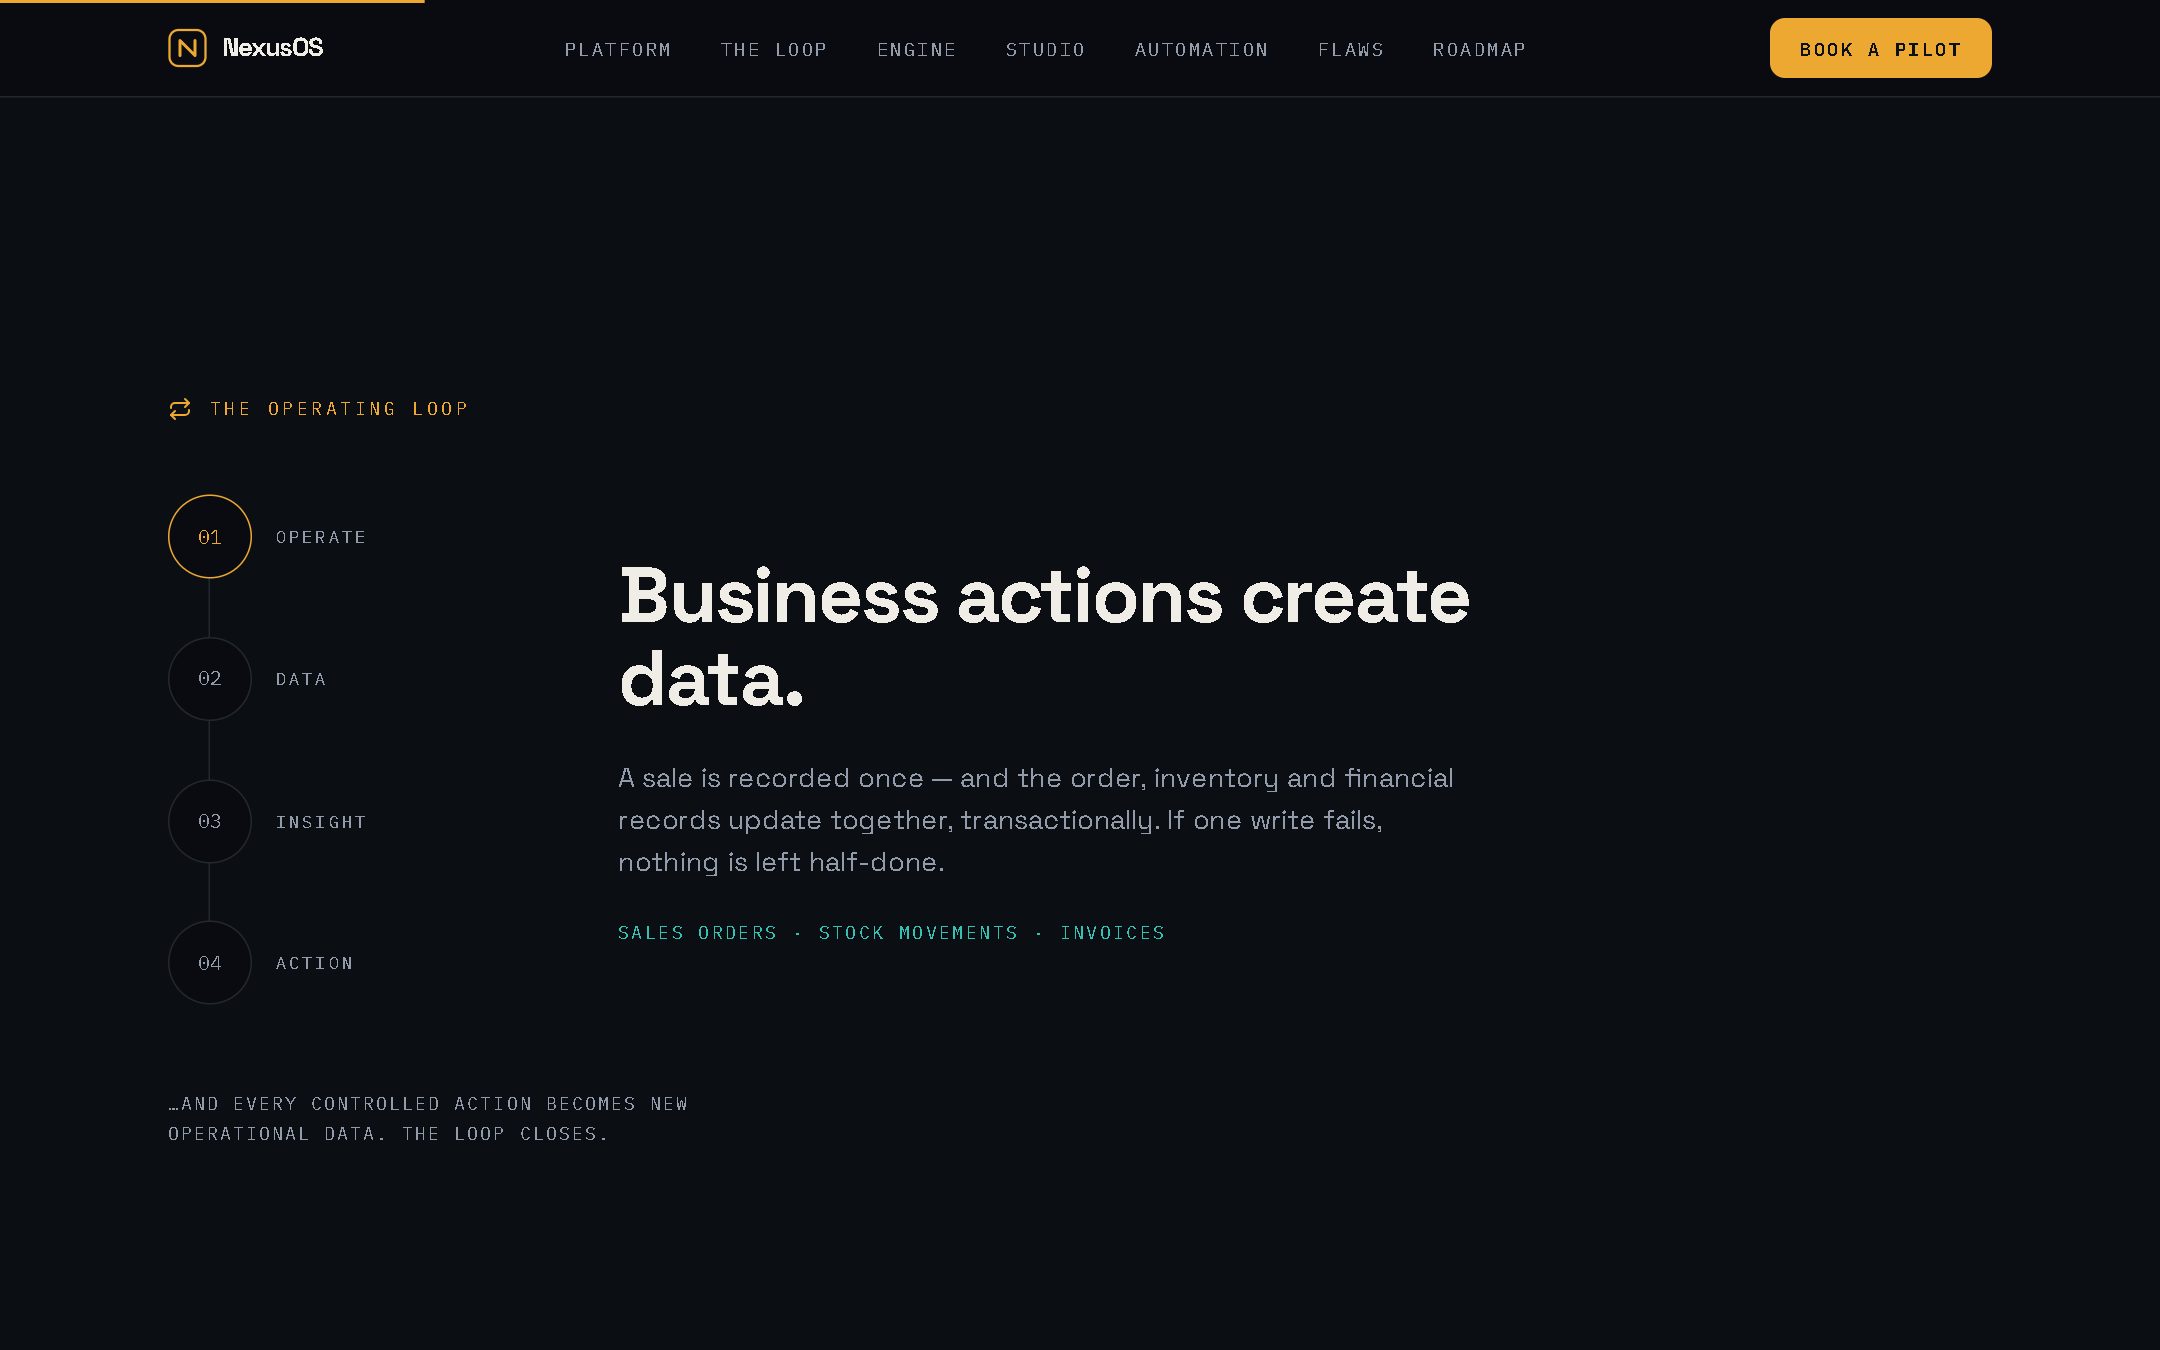 NexusOS
PLATFORM
THE LOOP
ENGINE
STUDIO
AUTOMATION
FLAWS
ROADMAP
BOOK A PILOT
THE OPERATING LOOP
01 OPERATE
02 DATA
03 INSIGHT
04 ACTION
Business actions create
data.
A sale is recorded once — and the order, inventory and financial
records update together, transactionally. If one write fails,
nothing is left half-done.
SALES ORDERS · STOCK MOVEMENTS · INVOICES
…AND EVERY CONTROLLED ACTION BECOMES NEW
OPERATIONAL DATA. THE LOOP CLOSES.